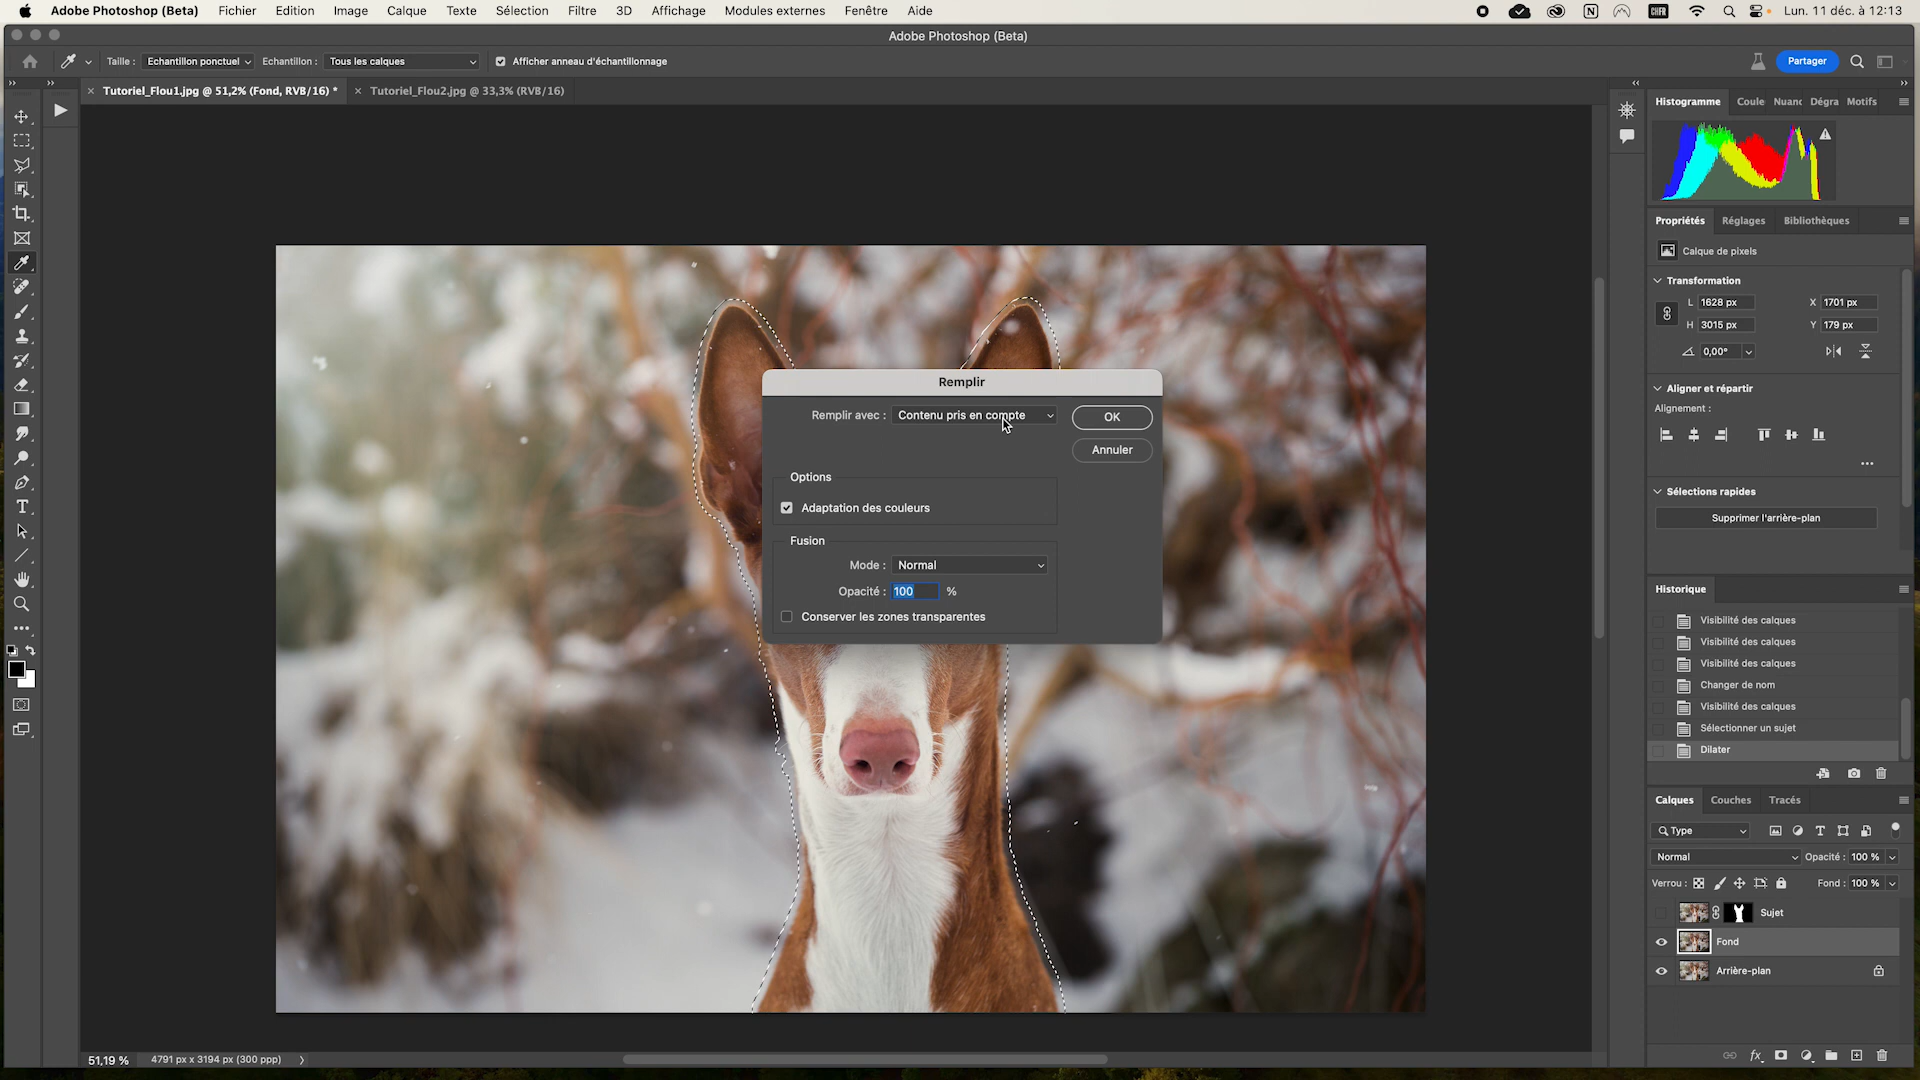 Adobe Photoshop (Beta) Fichier Edition Image Calque Texte Sélection Filtre 3D Affichage Modules externes Fenêtre Aide CHFR Lun. 11 déc. à 12:13
Adobe Photoshop (Beta)
Taille : Echantillon ponctuel Echantillon : Tous les calques Afficher anneau d'échantillonnage Partager
Tutoriel_Flou1.jpg @ 51,2% (Fond, RVB/16) * Tutoriel_Flou2.jpg @ 33,3% (RVB/16)
Histogramme Coule Nuanc Dégra Motifs
Propriétés Réglages Bibliothèques
Calque de pixels
Transformation
L 1628 px X 1701 px
H 3015 px Y 179 px
0,00°
Aligner et répartir
Alignement :
Sélections rapides
Supprimer l'arrière-plan
Remplir
Remplir avec : Contenu pris en compte OK
Annuler
Options
Adaptation des couleurs
Fusion
Mode : Normal
Opacité : 100 %
Conserver les zones transparentes
Historique
Visibilité des calques
Visibilité des calques
Visibilité des calques
Changer de nom
Visibilité des calques
Sélectionner un sujet
Dilater
Calques Couches Tracés
Type
Normal Opacité : 100 %
Verrou : Fond : 100 %
Sujet
Fond
Arrière-plan
51,19 % 4791 px x 3194 px (300 ppp)